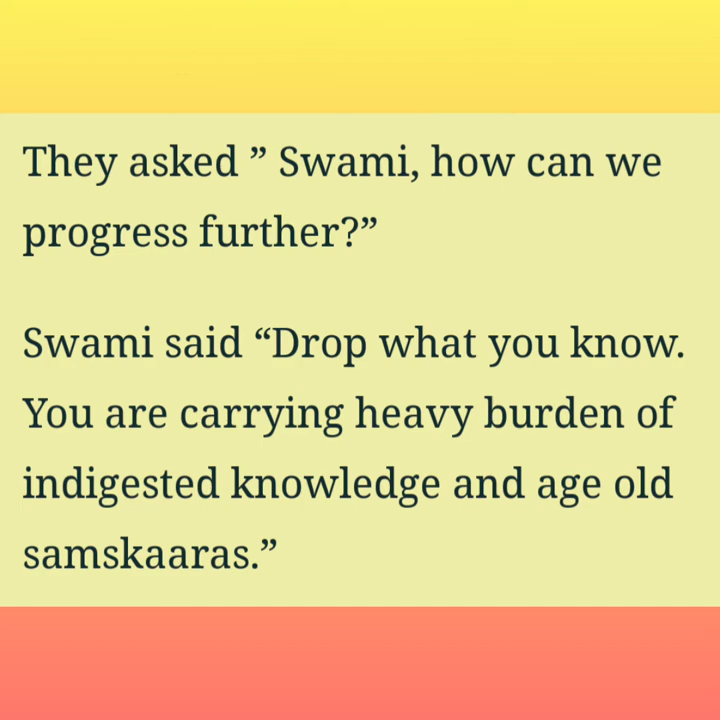 They asked ” Swami, how can we
progress further?”
Swami said “Drop what you know.
You are carrying heavy burden of
indigested knowledge and age old
samskaaras.”